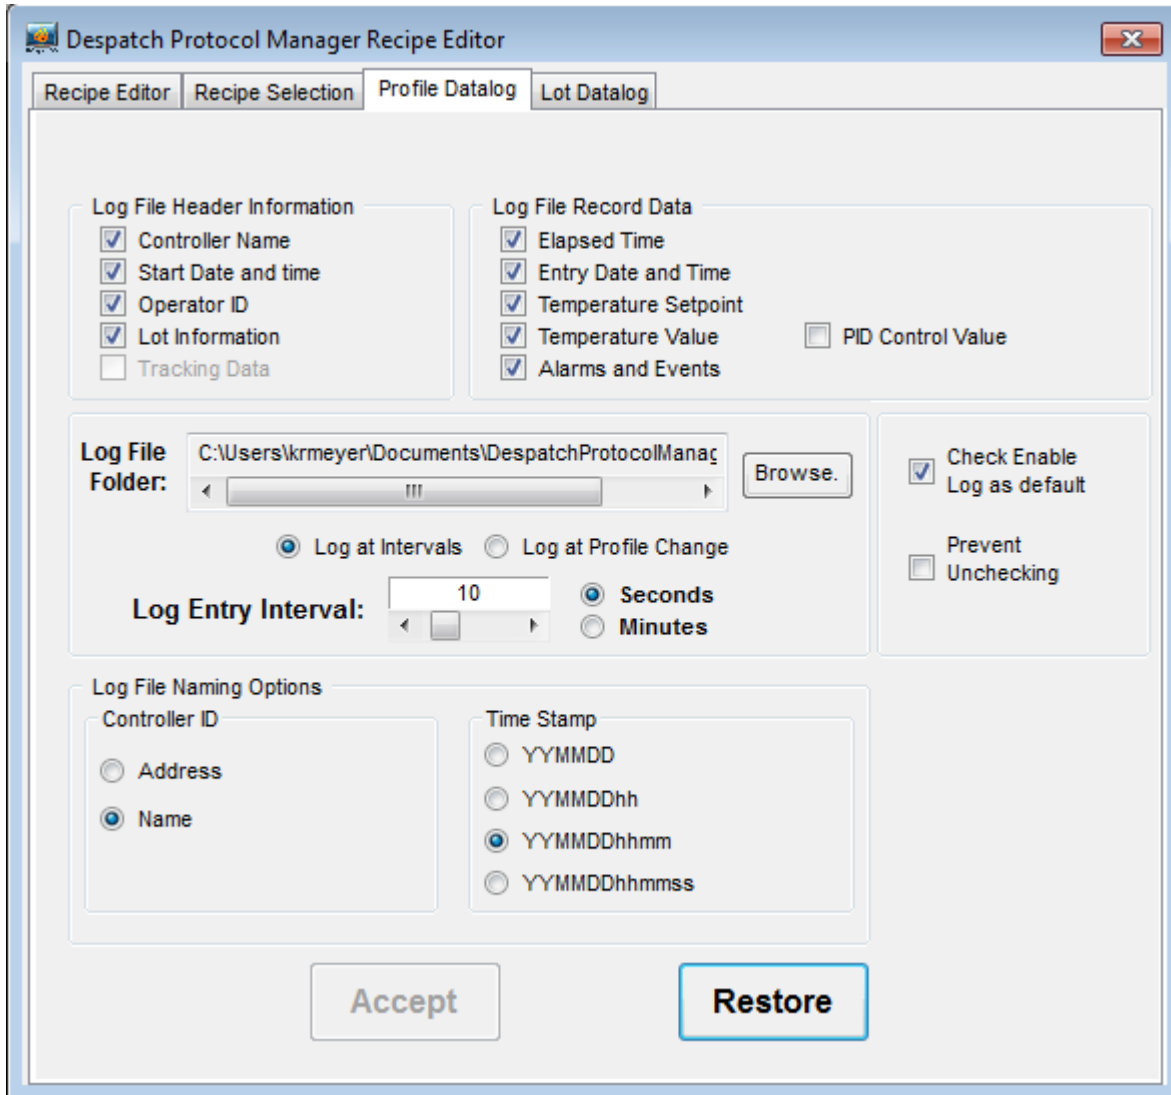 Despatch Protocol Manager Recipe Editor
Recipe Editor Recipe Selection Profile Datalog Lot Datalog
Log File Header Information
Controller Name
Start Date and time
Operator ID
Lot Information
Tracking Data
Log File Record Data
Elapsed Time
Entry Date and Time
Temperature Setpoint
Temperature Value PID Control Value
Alarms and Events
Log File
Folder:
C:\Users\krmeyer\Documents\DespatchProtocolManag
Browse.
Log at Intervals Log at Profile Change
Log Entry Interval: 10
Seconds
Minutes
Check Enable
Log as default
Prevent
Unchecking
Log File Naming Options
Controller ID
Address
Name
Time Stamp
YYMMDD
YYMMDDhh
YYMMDDhhmm
YYMMDDhhmmss
Accept Restore